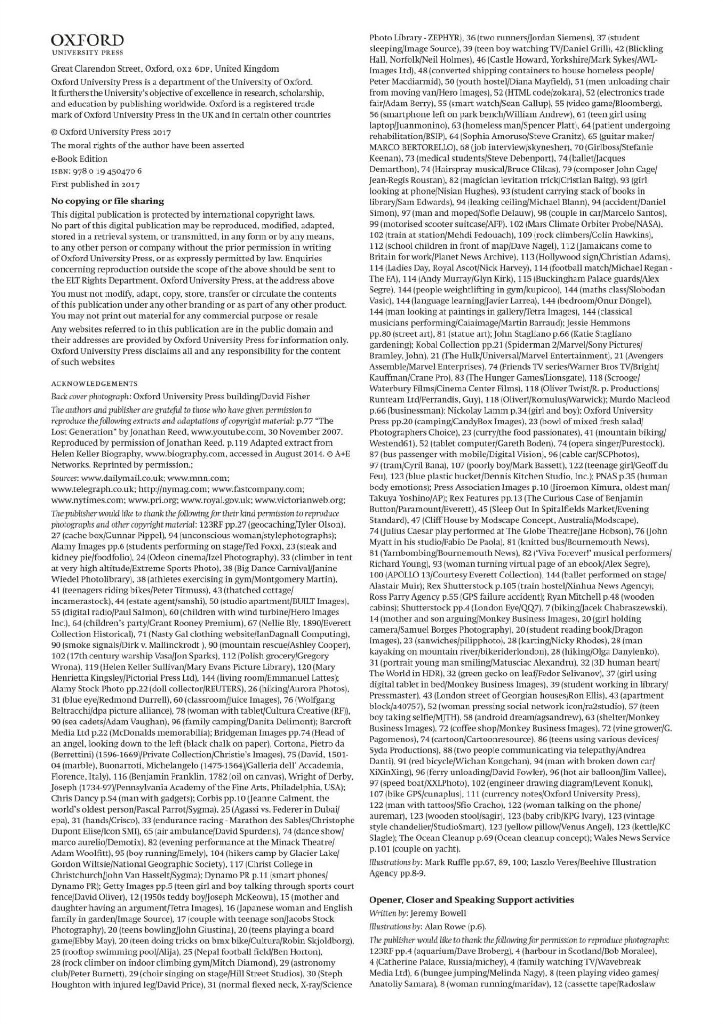 OXFORD
UNIVERSITY PRESS
Great Clarendon Street, Oxford, OX2 6DP, United Kingdom
Oxford University Press is a department of the University of Oxford.
It furthers the University's objective of excellence in research, scholarship,
and education by publishing worldwide. Oxford is a registered trade
mark of Oxford University Press in the UK and in certain other countries
© Oxford University Press 2017
The moral rights of the author have been asserted
e-Book Edition
ISBN: 978 0 19 450470 6
First published in 2017
No copying or file sharing
This digital publication is protected by international copyright laws.
No part of this digital publication may be reproduced, modified, adapted,
stored in a retrieval system, or transmitted, in any form or by any means,
to any other person or company without the prior permission in writing
of Oxford University Press, or as expressly permitted by law. Enquiries
concerning reproduction outside the scope of the above should be sent to
the ELT Rights Department, Oxford University Press, at the address above
You must not modify, adapt, copy, store, transfer or circulate the contents
of this publication under any other branding or as part of any other product.
You may not print out material for any commercial purpose or resale
Any websites referred to in this publication are in the public domain and
their addresses are provided by Oxford University Press for information only.
Oxford University Press disclaims all and any responsibility for the content
of such websites
ACKNOWLEDGEMENTS
Back cover photograph: Oxford University Press building/David Fisher
The authors and publisher are grateful to those who have given permission to
reproduce the following extracts and adaptations of copyright material: p.77 "The
Lost Generation" by Jonathan Reed, www.youtube.com, 30 November 2007.
Reproduced by permission of Jonathan Reed. p.119 Adapted extract from
Helen Keller Biography, www.biography.com, accessed in August 2014. © A+E
Networks. Reprinted by permission.;
Sources: www.dailymail.co.uk; www.mnn.com;
www.telegraph.co.uk; http://nymag.com; www.fastcompany.com;
www.nytimes.com; www.pri.org; www.royal.gov.uk; www.victorianweb.org;
The publisher would like to thank the following for their kind permission to reproduce
photographs and other copyright material: 123RF pp.27 (geocaching/Tyler Olson),
27 (cache box/Gunnar Pippel), 94 (unconscious woman/stylephotographs);
Alamy Images pp.6 (students performing on stage/Ted Foxx), 23 (steak and
kidney pie/foodfolio), 24 (Odeon cinema/Izel Photography), 33 (climber in tent
at very high altitude/Extreme Sports Photo), 38 (Big Dance Carnival/Janine
Wiedel Photolibrary), 38 (athletes exercising in gym/Montgomery Martin),
41 (teenagers riding bikes/Peter Titmuss), 43 (thatched cottage/
incamerastock), 44 (estate agent/sanshi), 50 (studio apartment/BUILT Images),
55 (digital radio/Paul Salmon), 60 (children with wind turbine/Hero Images
Inc.), 64 (children's party/Grant Rooney Premium), 67 (Nellie Bly, 1890/Everett
Collection Historical), 71 (Nasty Gal clothing website/IanDagnall Computing),
90 (smoke signals/Dirk v. Mallinckrodt ), 90 (mountain rescue/Ashley Cooper),
102 (17th century warship Vasa/Jon Sparks), 112 (Polish grocery/Gregory
Wrona), 119 (Helen Keller Sullivan/Mary Evans Picture Library), 120 (Mary
Henrietta Kingsley/Pictorial Press Ltd), 144 (living room/Emmanuel Lattes);
Alamy Stock Photo pp.22 (doll collector/REUTERS), 26 (hiking/Aurora Photos),
31 (blue eye/Redmond Durrell), 60 (classroom/Juice Images), 76 (Wolfgang
Beltracchi/dpa picture alliance), 78 (woman with tablet/Cultura Creative (RF)),
90 (sea cadets/Adam Vaughan), 96 (family camping/Danita Delimont); Barcroft
Media Ltd p.22 (McDonalds memorabilia); Bridgeman Images pp.74 (Head of
an angel, looking down to the left (black chalk on paper). Cortona, Pietro da
(Berrettini) (1596-1669)/Private Collection/Christie's Images), 75 (David, 1501-
04 (marble), Buonarroti, Michelangelo (1475-1564)/Galleria dell' Accademia,
Florence, Italy), 116 (Benjamin Franklin, 1782 (oil on canvas), Wright of Derby,
Joseph (1734-97)/Pennsylvania Academy of the Fine Arts, Philadelphia, USA);
Chris Dancy p.54 (man with gadgets); Corbis pp.10 (Jeanne Calment, the
world's oldest person/Pascal Parrot/Sygma), 25 (Agassi vs. Federer in Dubai/
epa), 31 (hands/Crisco), 33 (endurance racing - Marathon des Sables/Christophe
Dupont Elise/Icon SMI), 65 (air ambulance/David Spurdens), 74 (dance show/
marco aurelio/Demotix), 82 (evening performance at the Minack Theatre/
Adam Woolfitt), 95 (boy running/Emely), 104 (hikers camp by Glacier Lake/
Gordon Wiltsie/National Geographic Society), 117 (Christ College in
Christchurch/John Van Hasselt/Sygma); Dynamo PR p.11 (smart phones/
Dynamo PR); Getty Images pp.5 (teen girl and boy talking through sports court
fence/David Oliver), 12 (1950s teddy boy/Joseph McKeown), 15 (mother and
daughter having an argument/Tetra Images), 16 (Japanese woman and English
family in garden/Image Source), 17 (couple with teenage son/Jacobs Stock
Photography), 20 (teens bowling/John Giustina), 20 (teens playing a board
game/Ebby May), 20 (teen doing tricks on bmx bike/Cultura/Robin Skjoldborg),
25 (rooftop swimming pool/Alija), 25 (Nepal football field/Ben Horton),
28 (rock climber on indoor climbing gym/Mitch Diamond), 29 (astronomy
club/Peter Burnett), 29 (choir singing on stage/Hill Street Studios), 30 (Steph
Houghton with injured leg/David Price), 31 (normal flexed neck, X-ray/Science
Photo Library - ZEPHYR), 36 (two runners/Jordan Siemens), 37 (student
sleeping/Image Source), 39 (teen boy watching TV/Daniel Grill), 42 (Blickling
Hall, Norfolk/Neil Holmes), 46 (Castle Howard, Yorkshire/Mark Sykes/AWL-
Images Ltd), 48 (converted shipping containers to house homeless people/
Peter Macdiarmid), 50 (youth hostel/Diana Mayfield), 51 (men unloading chair
from moving van/Hero Images), 52 (HTML code/zokara), 52 (electronics trade
fair/Adam Berry), 55 (smart watch/Sean Gallup), 55 (video game/Bloomberg),
56 (smartphone left on park bench/William Andrew), 61 (teen girl using
laptop/Juanmonino), 63 (homeless man/Spencer Platt), 64 (patient undergoing
rehabilitation/BSIP), 64 (Sophia Amoruso/Steve Granitz), 65 (guitar maker/
MARCO BERTORELLO), 68 (job interview/skynesher), 70 (Girlboss/Stefanie
Keenan), 73 (medical students/Steve Debenport), 74 (ballet/Jacques
Demarthon), 74 (Hairspray musical/Bruce Glikas), 79 (composer John Cage/
Jean-Regis Roustan), 82 (magician levitation trick/Cristian Baitg), 93 (girl
looking at phone/Nisian Hughes), 93 (student carrying stack of books in
library/Sam Edwards), 94 (leaking ceiling/Michael Blann), 94 (accident/Daniel
Simon), 97 (man and moped/Sofie Delauw), 98 (couple in car/Marcelo Santos),
99 (motorised scooter suitcase/AFP), 102 (Mars Climate Orbiter Probe/NASA),
102 (train at station/Mehdi Fedouach), 109 (rock climbers/Colin Hawkins),
112 (school children in front of map/Dave Nagel), 112 (Jamaicans come to
Britain for work/Planet News Archive), 113 (Hollywood sign/Christian Adams),
114 (Ladies Day, Royal Ascot/Nick Harvey), 114 (football match/Michael Regan -
The FA), 114 (Andy Murray/Glyn Kirk), 115 (Buckingham Palace guards/Alex
Segre), 144 (people weightlifting in gym/kupicoo), 144 (maths class/Slobodan
Vasic), 144 (language learning/Javier Larrea), 144 (bedroom/Onur Döngel),
144 (man looking at paintings in gallery/Tetra Images), 144 (classical
musicians performing/Caiaimage/Martin Barraud); Jessie Hemmons
pp.80 (street art), 81 (statue art); John Stagliano p.66 (Katie Stagliano
gardening); Kobal Collection pp.21 (Spiderman 2/Marvel/Sony Pictures/
Bramley, John), 21 (The Hulk/Universal/Marvel Entertainment), 21 (Avengers
Assemble/Marvel Enterprises), 74 (Friends TV series/Warner Bros TV/Bright/
Kauffman/Crane Pro), 83 (The Hunger Games/Lionsgate), 118 (Scrooge/
Waterbury Films/Cinema Center Films), 118 (Oliver Twist/R. p. Productions/
Runteam Ltd/Ferrandis, Guy), 118 (Oliver!/Romulus/Warwick); Murdo Macleod
p.66 (businessman); Nickolay Lamm p.34 (girl and boy); Oxford University
Press pp.20 (camping/CandyBox Images), 23 (bowl of mixed fresh salad/
Photographers Choice), 23 (curry/the food passionates), 41 (mountain biking/
Westend61), 52 (tablet computer/Gareth Boden), 74 (opera singer/Purestock),
87 (bus passenger with mobile/Digital Vision), 96 (cable car/SCPhotos),
97 (tram/Cyril Bana), 107 (poorly boy/Mark Bassett), 122 (teenage girl/Geoff du
Feu), 123 (blue plastic bucket/Dennis Kitchen Studio, Inc.); PNAS p.35 (human
body emotions); Press Association Images p.10 (Jiroemon Kimura, oldest man/
Takuya Yoshino/AP); Rex Features pp.13 (The Curious Case of Benjamin
Button/Paramount/Everett), 45 (Sleep Out In Spitalfields Market/Evening
Standard), 47 (Cliff House by Modscape Concept, Australia/Modscape),
74 (Julius Caesar play performed at The Globe Theatre/Jane Hobson), 76 (John
Myatt in his studio/Fabio De Paola), 81 (knitted bus/Bournemouth News),
81 (Yarnbombing/Bournemouth News), 82 ('Viva Forever!' musical performers/
Richard Young), 93 (woman turning virtual page of an ebook/Alex Segre),
100 (APOLLO 13/Courtesy Everett Collection), 144 (ballet performed on stage/
Alastair Muir); Rex Shutterstock p.105 (train hostel/Xinhua News Agency);
Ross Parry Agency p.55 (GPS failure accident); Ryan Mitchell p.48 (wooden
cabins); Shutterstock pp.4 (London Eye/QQ7), 7 (biking/Jacek Chabraszewski),
14 (mother and son arguing/Monkey Business Images), 20 (girl holding
camera/Samuel Borges Photography), 20 (student reading book/Dragon
Images), 23 (sandwiches/pilipphoto), 28 (karting/Nicky Rhodes), 28 (man
kayaking on mountain river/bikeriderlondon), 28 (hiking/Olga Danylenko),
31 (portrait young man smiling/Matusciac Alexandru), 32 (3D human heart/
The World in HDR), 32 (green gecko on leaf/Fedor Selivanov), 37 (girl using
digital tablet in bed/Monkey Business Images), 39 (student working in library/
Pressmaster), 43 (London street of Georgian houses/Ron Ellis), 43 (apartment
block/a40757), 52 (woman pressing social network icon/ra2studio), 57 (teen
boy taking selfie/MJTH), 58 (android dream/agsandrew), 63 (shelter/Monkey
Business Images), 72 (coffee shop/Monkey Business Images), 72 (vine grower/G.
Pagomenos), 74 (cartoon/Cartoonresource), 86 (teens using various devices/
Syda Productions), 88 (two people communicating via telepathy/Andrea
Danti), 91 (red bicycle/Wichan Kongchan), 94 (man with broken down car/
XiXinXing), 96 (ferry unloading/David Fowler), 96 (hot air balloon/Jim Vallee),
97 (speed boat/XXLPhoto), 102 (engineer drawing diagram/Levent Konuk),
107 (bike GPS/cunaplus), 111 (currency notes/Oxford University Press),
122 (man with tattoos/Sfio Cracho), 122 (woman talking on the phone/
auremar), 123 (wooden stool/sagir), 123 (baby crib/KPG Ivary), 123 (vintage
style chandelier/StudioSmart), 123 (yellow pillow/Venus Angel), 123 (kettle/KC
Slagle); The Ocean Cleanup p.69 (Ocean cleanup concept); Wales News Service
p.101 (couple on yacht).
Illustrations by: Mark Ruffle pp.67, 89, 100; Laszlo Veres/Beehive Illustration
Agency pp.8-9.
Opener, Closer and Speaking Support activities
Written by: Jeremy Bowell
Illustrations by: Alan Rowe (p.6).
The publisher would like to thank the following for permission to reproduce photographs:
123RF pp.4 (aquarium/Dave Broberg), 4 (harbour in Scotland/Bob Moralee),
4 (Catherine Palace, Russia/michey), 4 (family watching TV/Wavebreak
Media Ltd), 6 (bungee jumping/Melinda Nagy), 8 (teen playing video games/
Anatoliy Samara), 8 (woman running/maridav), 12 (cassette tape/Radoslaw